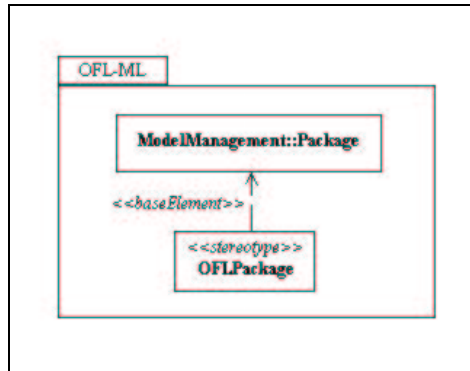 OFL-ML
ModelManagement::Package
<<baseElement>>
<<stereotype>>
OFLPackage